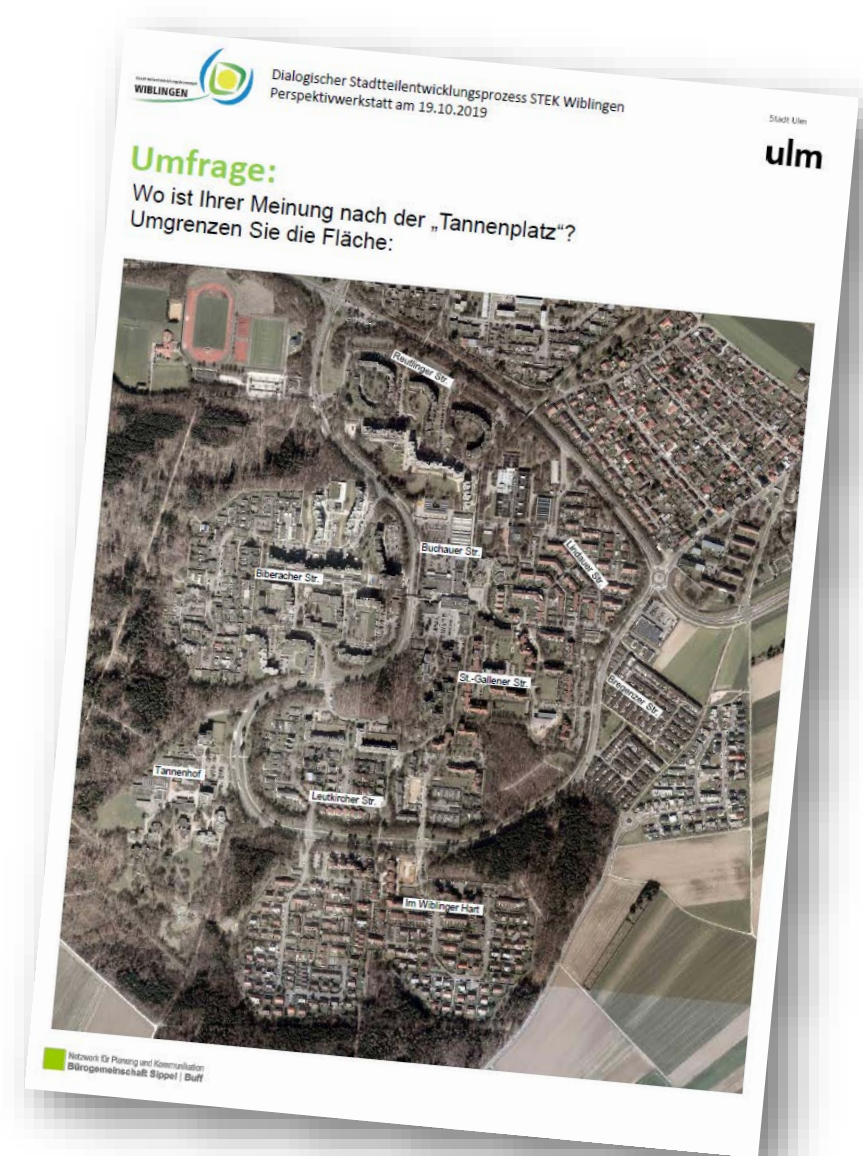 WIBLINGEN
Dialogischer Stadtteilentwicklungsprozess STEK Wiblingen
Perspektivwerkstatt am 19.10.2019
Stadt Ulm
ulm
Umfrage:
Wo ist Ihrer Meinung nach der „Tannenplatz“?
Umgrenzen Sie die Fläche:
Reutlinger Str.
Buchauer Str.
Lindauer Str.
Biberacher Str.
St.-Gallener Str.
Bregenzer Str.
Tannenhof
Leutkircher Str.
Im Wiblinger Hart
Netzwerk für Planung und Kommunikation
Bürogemeinschaft Sippel | Buff